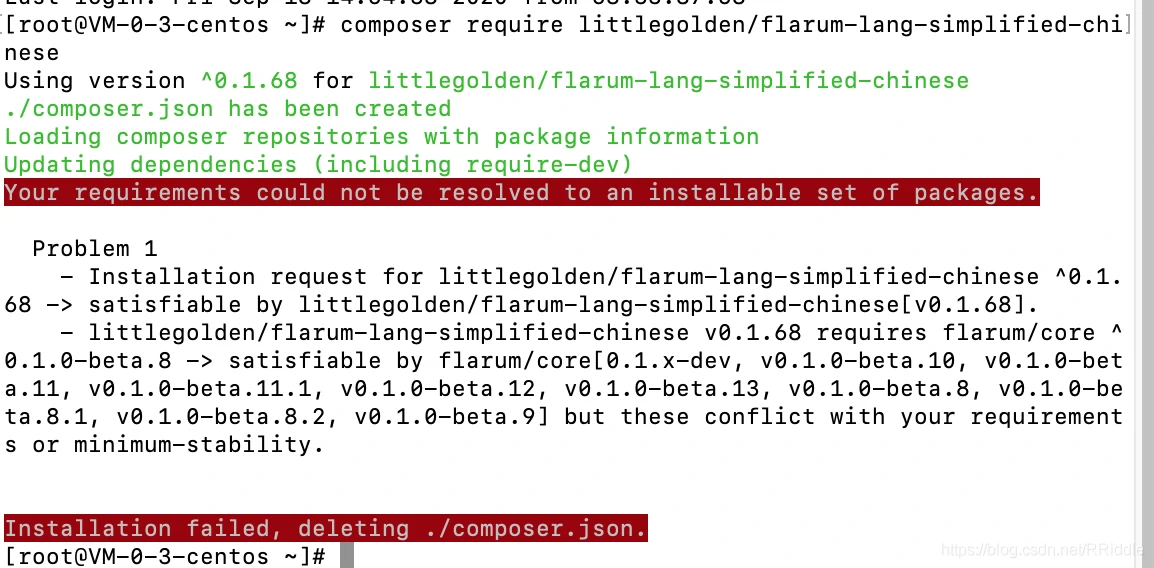 [root@VM-0-3-centos ~]# composer require littlegolden/flarum-lang-simplified-chi]
nese
Using version ^0.1.68 for littlegolden/flarum-lang-simplified-chinese
./composer.json has been created
Loading composer repositories with package information
Updating dependencies (including require-dev)
Your requirements could not be resolved to an installable set of packages.
Problem 1
- Installation request for littlegolden/flarum-lang-simplified-chinese ^0.1.
68 -> satisfiable by littlegolden/flarum-lang-simplified-chinese[v0.1.68].
- littlegolden/flarum-lang-simplified-chinese v0.1.68 requires flarum/core ^
0.1.0-beta.8 -> satisfiable by flarum/core[0.1.x-dev, v0.1.0-beta.10, v0.1.0-bet
a.11, v0.1.0-beta.11.1, v0.1.0-beta.12, v0.1.0-beta.13, v0.1.0-beta.8, v0.1.0-be
ta.8.1, v0.1.0-beta.8.2, v0.1.0-beta.9] but these conflict with your requirement
s or minimum-stability.
Installation failed, deleting ./composer.json.
[root@VM-0-3-centos ~]#
https://blog.csdn.net/RRiddle